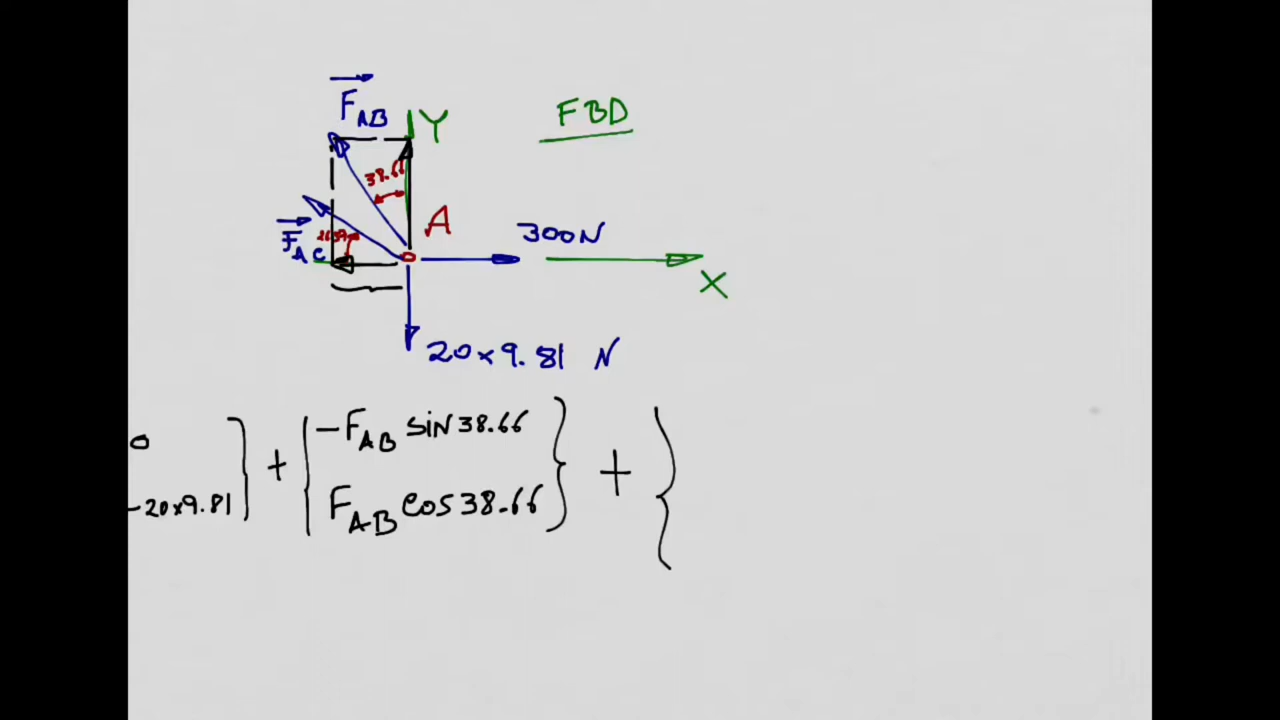 F_AB
Y
FBD
38.66
A
300N
F_AC
X
20×9.81 N
0
-20×9.81
+
-F_AB sin 38.66
F_AB cos 38.66
+